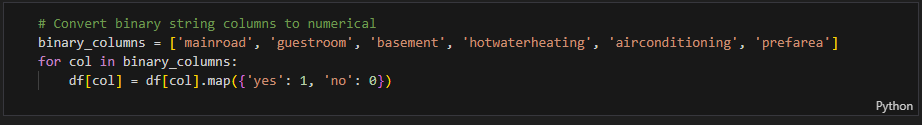 # Convert binary string columns to numerical
binary_columns = ['mainroad', 'guestroom', 'basement', 'hotwaterheating', 'airconditioning', 'prefarea']
for col in binary_columns:
    df[col] = df[col].map({'yes': 1, 'no': 0})
Python